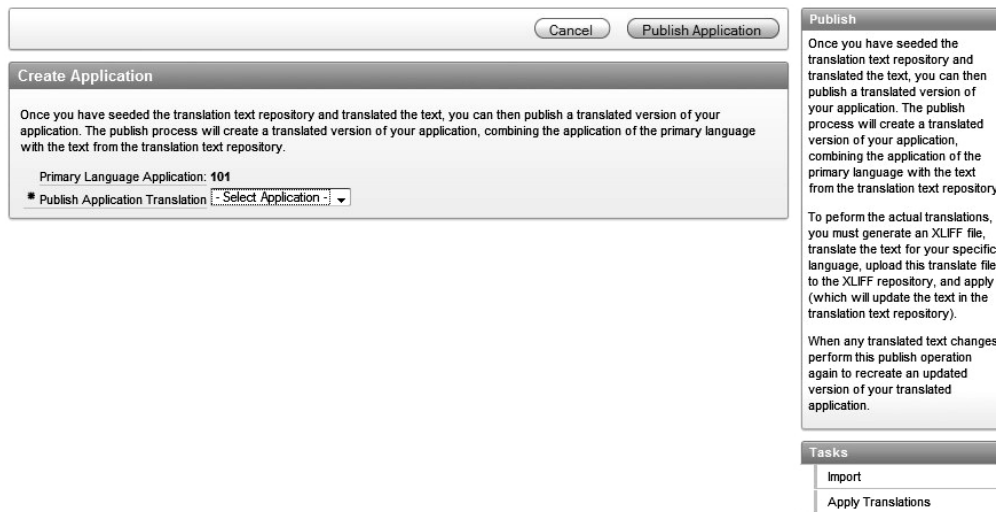 Cancel
Publish Application
Create Application
Once you have seeded the translation text repository and translated the text, you can then publish a translated version of your
application. The publish process will create a translated version of your application, combining the application of the primary language
with the text from the translation text repository.
Primary Language Application: 101
* Publish Application Translation - Select Application -
Publish
Once you have seeded the
translation text repository and
translated the text, you can then
publish a translated version of
your application. The publish
process will create a translated
version of your application,
combining the application of the
primary language with the text
from the translation text repository
To peform the actual translations,
you must generate an XLIFF file,
translate the text for your specific
language, upload this translate file
to the XLIFF repository, and apply
(which will update the text in the
translation text repository).
When any translated text changes
perform this publish operation
again to recreate an updated
version of your translated
application.
Tasks
Import
Apply Translations